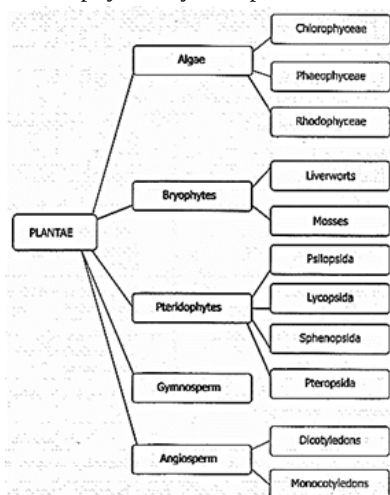 Chlorophyceae
Algae
Phaeophyceae
Rhodophyceae
Liverworts
Bryophytes
Mosses
PLANTAE
Psilopsida
Lycopsida
Pteridophytes
Sphenopsida
Pteropsida
Gymnosperm
Dicotyledons
Angiosperm
Monocotyledons